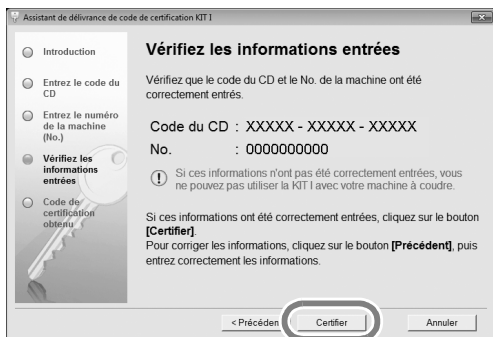 Assistant de délivrance de code de certification KIT I
Introduction
Entrez le code du
CD
Entrez le numéro
de la machine
(No.)
Vérifiez les
informations
entrées
Code de
certification
obtenu
Vérifiez les informations entrées
Vérifiez que le code du CD et le No. de la machine ont été
correctement entrés.
Code du CD : XXXXX - XXXXX - XXXXX
No. : 0000000000
Si ces informations n'ont pas été correctement entrées, vous
ne pouvez pas utiliser la KIT I avec votre machine à coudre.
Si ces informations ont été correctement entrées, cliquez sur le bouton
[Certifier].
Pour corriger les informations, cliquez sur le bouton [Précédent], puis
entrez correctement les informations.
< Précéden
Certifier
Annuler